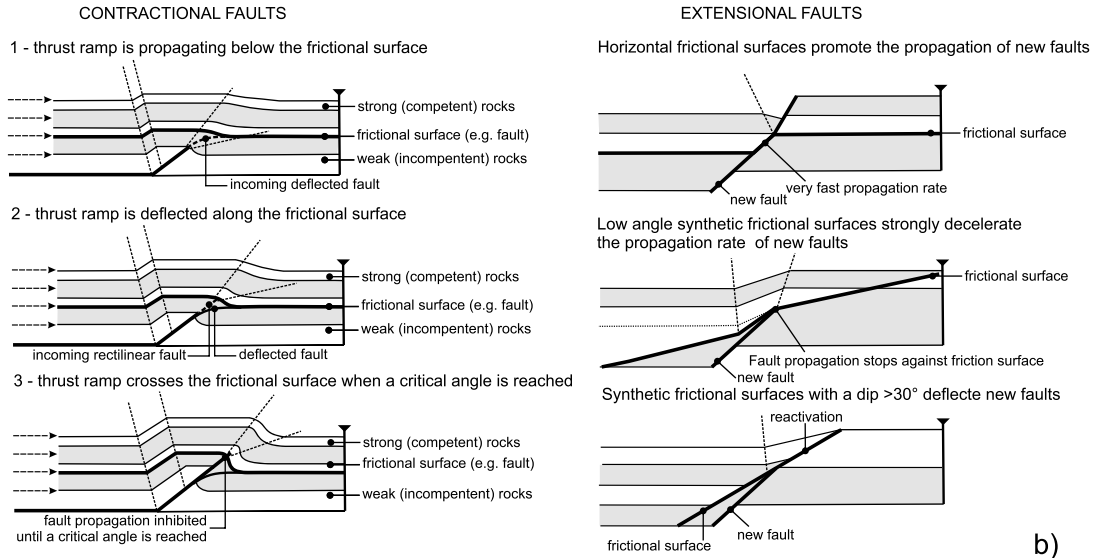 CONTRACTIONAL FAULTS
1 - thrust ramp is propagating below the frictional surface
strong (competent) rocks
frictional surface (e.g. fault)
weak (incompentent) rocks
incoming deflected fault
2 - thrust ramp is deflected along the frictional surface
strong (competent) rocks
frictional surface (e.g. fault)
weak (incompentent) rocks
incoming rectilinear fault
deflected fault
3 - thrust ramp crosses the frictional surface when a critical angle is reached
strong (competent) rocks
frictional surface (e.g. fault)
weak (incompentent) rocks
fault propagation inhibited
until a critical angle is reached
EXTENSIONAL FAULTS
Horizontal frictional surfaces promote the propagation of new faults
frictional surface
very fast propagation rate
new fault
Low angle synthetic frictional surfaces strongly decelerate
the propagation rate of new faults
frictional surface
Fault propagation stops against friction surface
new fault
Synthetic frictional surfaces with a dip >30° deflecte new faults
reactivation
new fault
frictional surface
b)